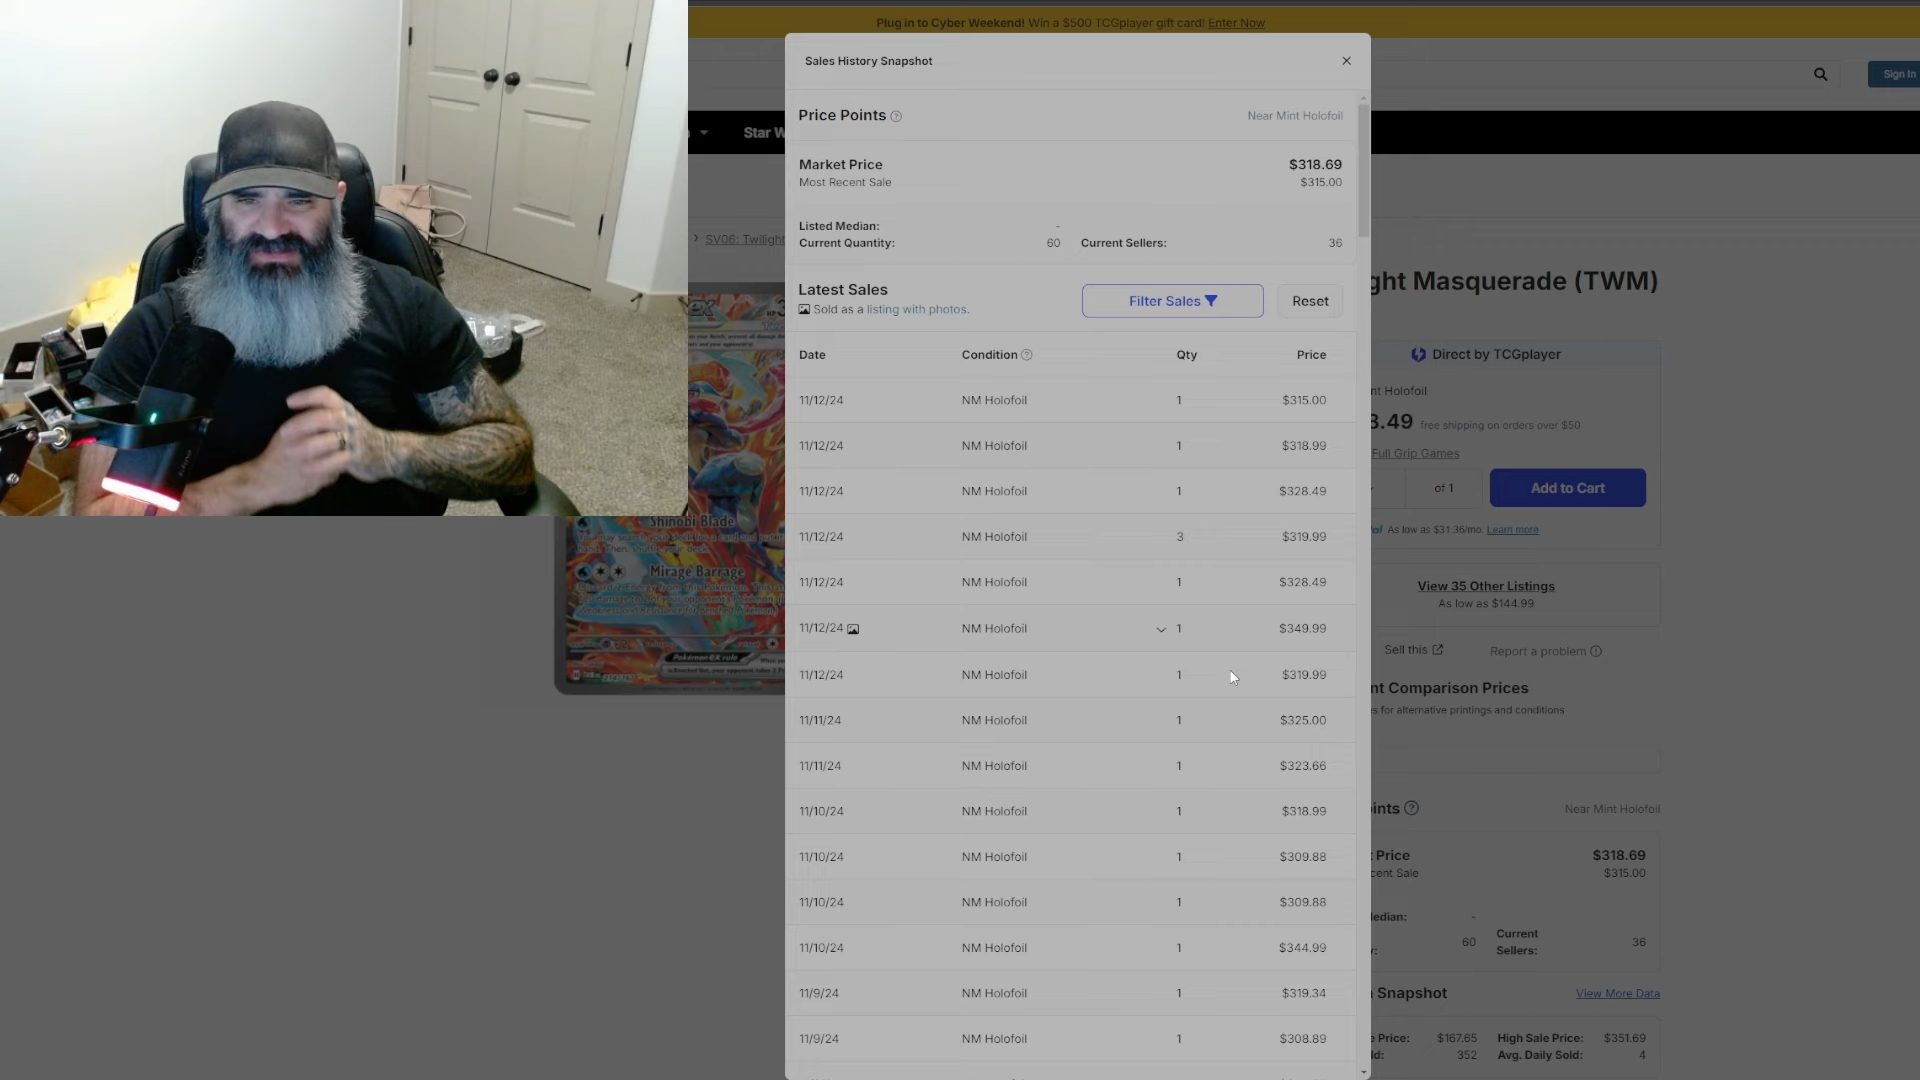 Plug in to Cyber Weekend! Win a $500 TCGplayer gift card! Enter Now
Sign In
Star W
SV06: Twilight
Sales History Snapshot
Price Points
Near Mint Holofoil
Market Price $318.69
Most Recent Sale $315.00
Listed Median: -
Current Quantity: 60 Current Sellers: 36
Latest Sales
Sold as a listing with photos.
Filter Sales
Reset
Date Condition Qty Price
11/12/24 NM Holofoil 1 $315.00
11/12/24 NM Holofoil 1 $318.99
11/12/24 NM Holofoil 1 $328.49
11/12/24 NM Holofoil 3 $319.99
11/12/24 NM Holofoil 1 $328.49
11/12/24 NM Holofoil 1 $349.99
11/12/24 NM Holofoil 1 $319.99
11/11/24 NM Holofoil 1 $325.00
11/11/24 NM Holofoil 1 $323.66
11/10/24 NM Holofoil 1 $318.99
11/10/24 NM Holofoil 1 $309.88
11/10/24 NM Holofoil 1 $309.88
11/10/24 NM Holofoil 1 $344.99
11/9/24 NM Holofoil 1 $319.34
11/9/24 NM Holofoil 1 $308.89
Shinobi Blade
Mirage Barrage
Pokémon ex rule
ght Masquerade (TWM)
Direct by TCGplayer
nt Holofoil
8.49 free shipping on orders over $50
Full Grip Games
of 1
Add to Cart
al As low as $31.36/mo. Learn more
View 35 Other Listings
As low as $144.99
Sell this
Report a problem
nt Comparison Prices
s for alternative printings and conditions
ints
Near Mint Holofoil
t Price $318.69
cent Sale $315.00
edian: -
y: 60 Current Sellers: 36
Snapshot
View More Data
e Price: $167.65 High Sale Price: $351.69
ld: 352 Avg. Daily Sold: 4